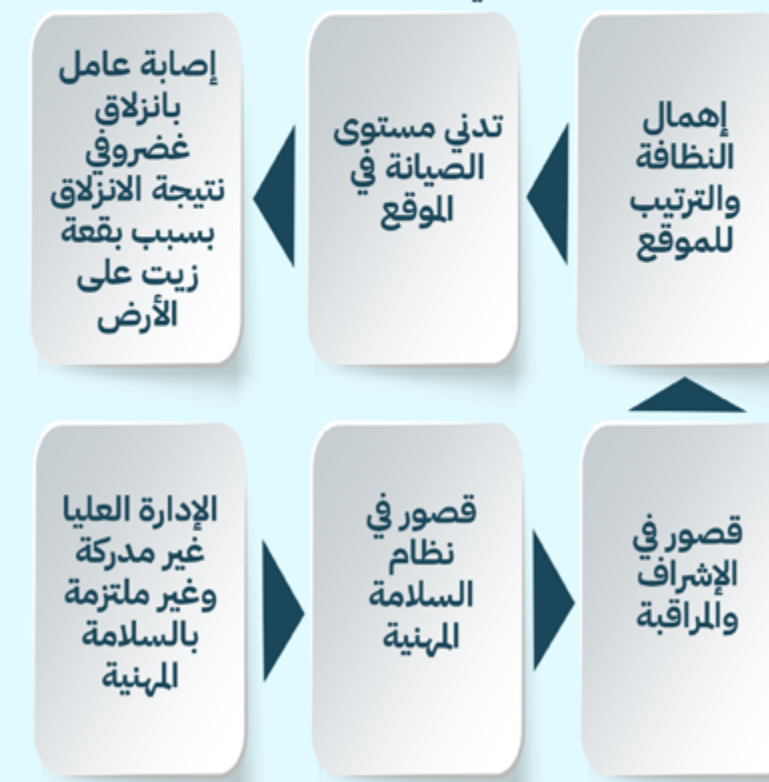 إهمال
النظافة
والترتيب
للموقع
تدني مستوى
الصيانة في
الموقع
إصابة عامل
بانزلاق
غضروفي
نتيجة الانزلاق
بسبب بقعة
زيت على
الأرض
قصور في
الإشراف
والمراقبة
قصور في
نظام
السلامة
المهنية
الإدارة العليا
غير مدركة
وغير ملتزمة
بالسلامة
المهنية